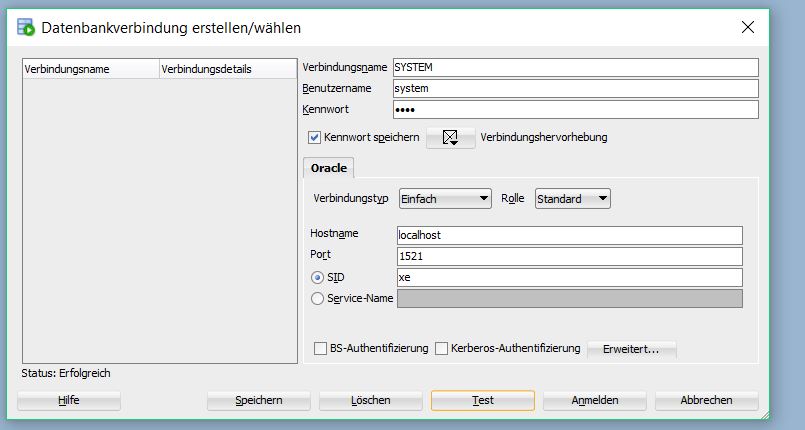 Datenbankverbindung erstellen/wählen
Verbindungsname Verbindungsdetails
Verbindungsname SYSTEM
Benutzername system
Kennwort ••••
Kennwort speichern Verbindungshervorhebung
Oracle
Verbindungstyp Einfach Rolle Standard
Hostname localhost
Port 1521
SID xe
Service-Name
BS-Authentifizierung Kerberos-Authentifizierung Erweitert...
Status: Erfolgreich
Hilfe Speichern Löschen Test Anmelden Abbrechen